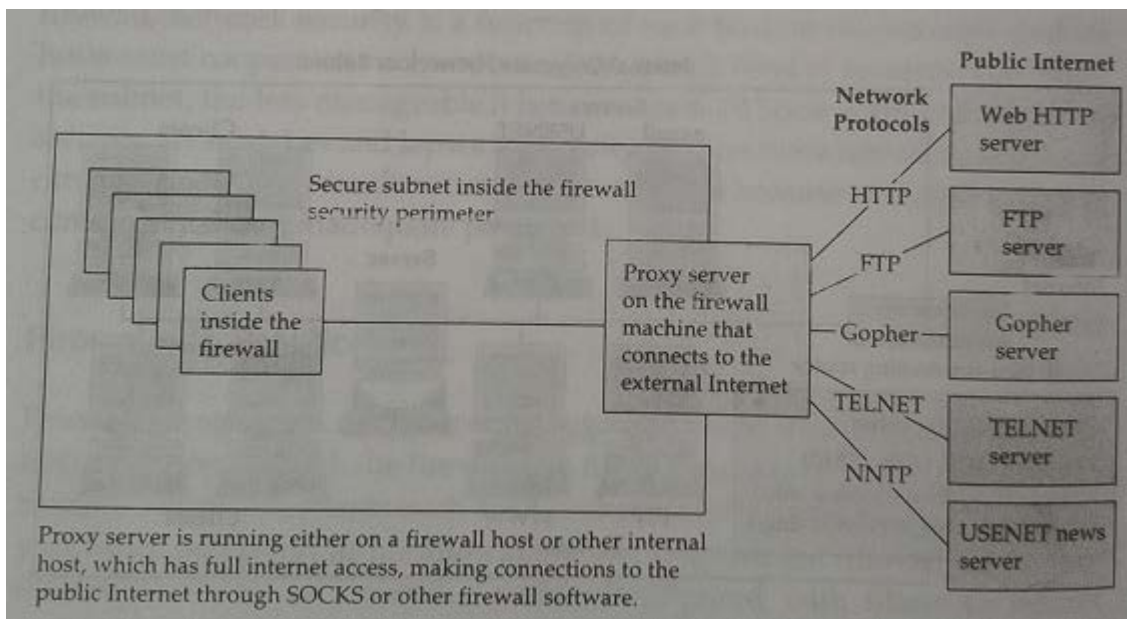 Public Internet
Network
Protocols
Web HTTP
server
HTTP
Secure subnet inside the firewall
security perimeter
FTP
server
FTP
Proxy server
on the firewall
machine that
connects to the
external Internet
Clients
inside the
firewall
Gopher
Gopher
server
TELNET
TELNET
server
NNTP
USENET news
server
Proxy server is running either on a firewall host or other internal
host, which has full internet access, making connections to the
public Internet through SOCKS or other firewall software.